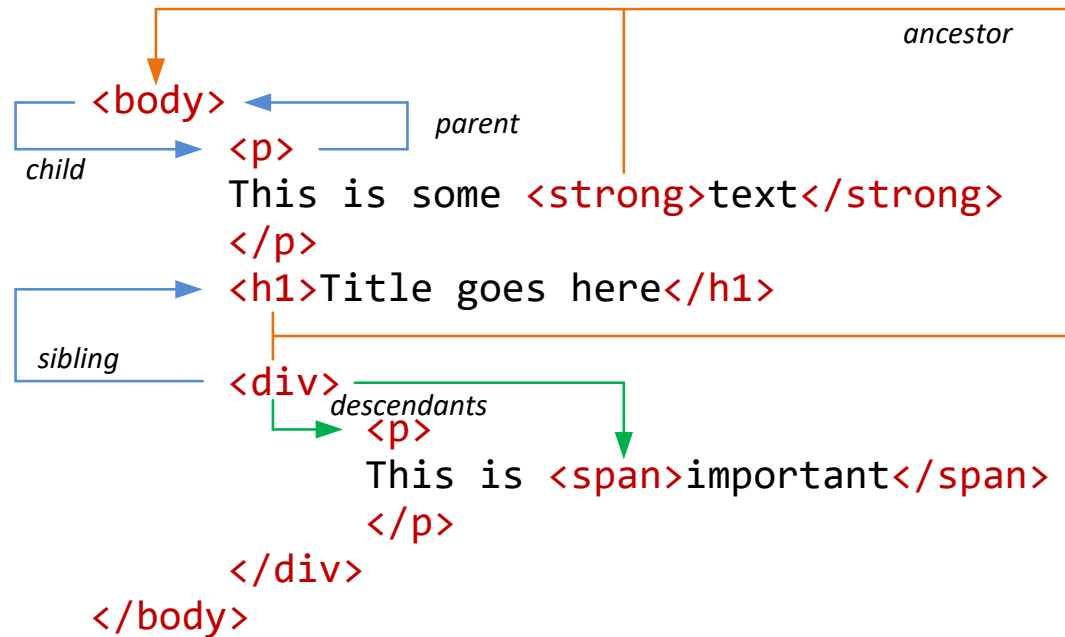 ancestor
<body>
parent
<p>
child
This is some <strong>text</strong>
</p>
<h1>Title goes here</h1>
sibling
<div>
descendants
<p>
This is <span>important</span>
</p>
</div>
</body>